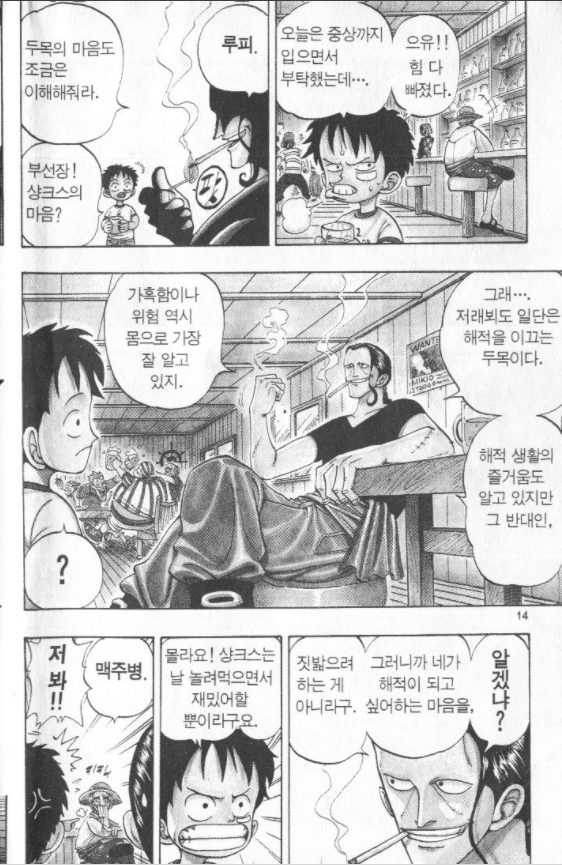 으유!!
힘 다
빠졌다.
오늘은 중상까지
입으면서
부탁했는데….
루피.
두목의 마음도
조금은
이해해줘라.
부선장!
샹크스의
마음?
그래….
저래뵈도 일단은
해적을 이끄는
두목이다.
WANTE
MIKIO
해적 생활의
즐거움도
알고 있지만
그 반대인,
가혹함이나
위험 역시
몸으로 가장
잘 알고
있지.
?
14
알겠냐?
그러니까 네가
해적이 되고
싶어하는 마음을,
짓밟으려
하는 게
아니라구.
몰라요! 샹크스는
날 놀려먹으면서
재밌어할
뿐이라구요.
맥주병.
저
봐!!